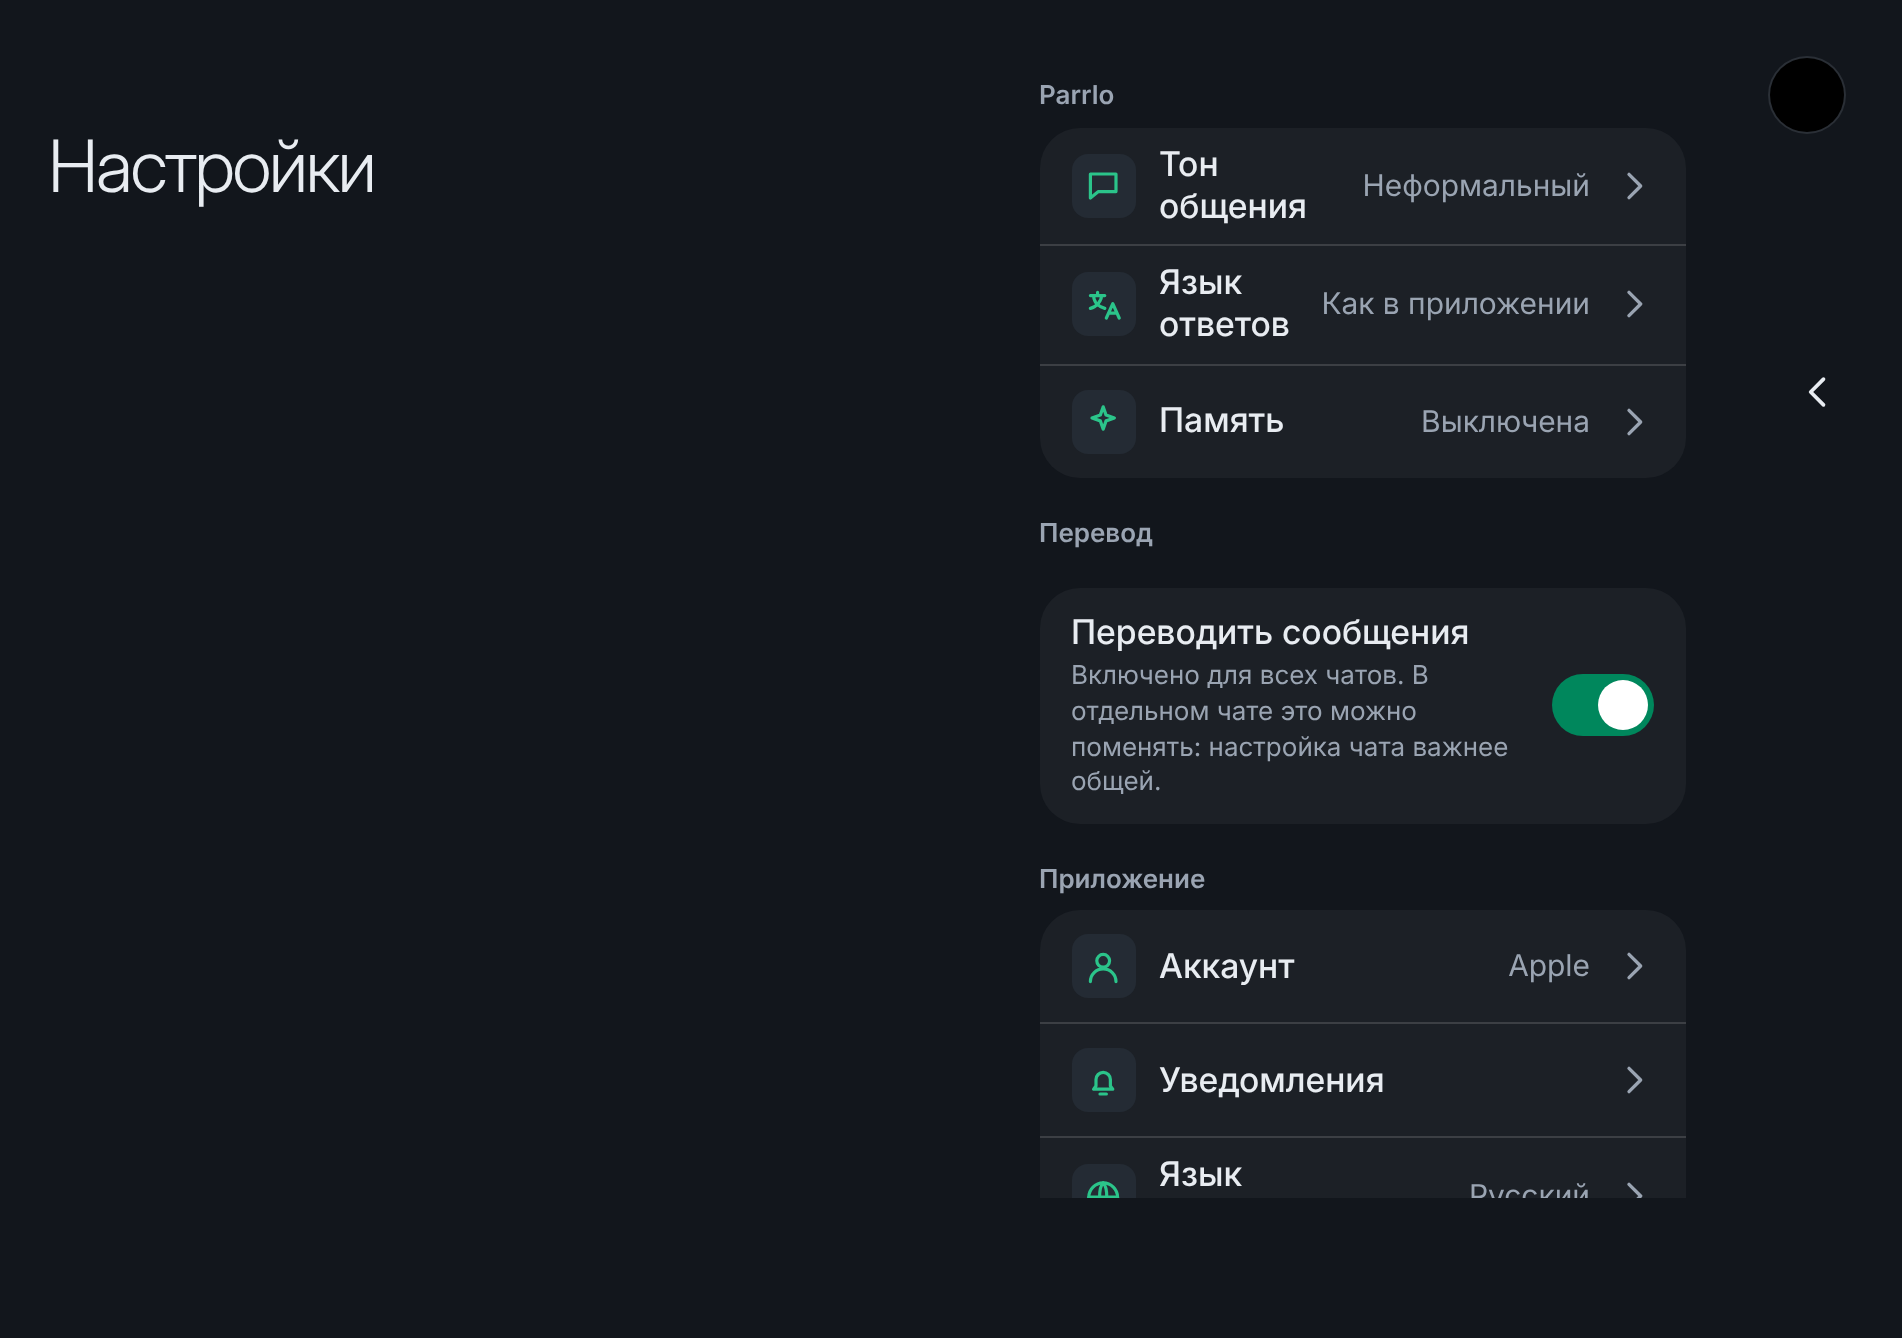 Настройки
Parrlo
Тон
общения
Неформальный
Язык
ответов
Как в приложении
Память
Выключена
Перевод
Переводить сообщения
Включено для всех чатов. В
отдельном чате это можно
поменять: настройка чата важнее
общей.
Приложение
Аккаунт
Apple
Уведомления
Язык
Русский